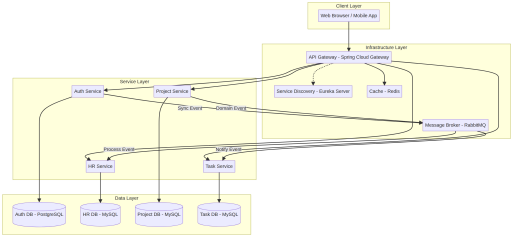 Client Layer
Web Browser / Mobile App
Infrastructure Layer
API Gateway - Spring Cloud Gateway
Service Discovery - Eureka Server
Cache - Redis
Message Broker - RabbitMQ
Service Layer
Auth Service
Project Service
Sync Event
Domain Event
Process Event
Notify Event
HR Service
Task Service
Data Layer
Auth DB - PostgreSQL
HR DB - MySQL
Project DB - MySQL
Task DB - MySQL